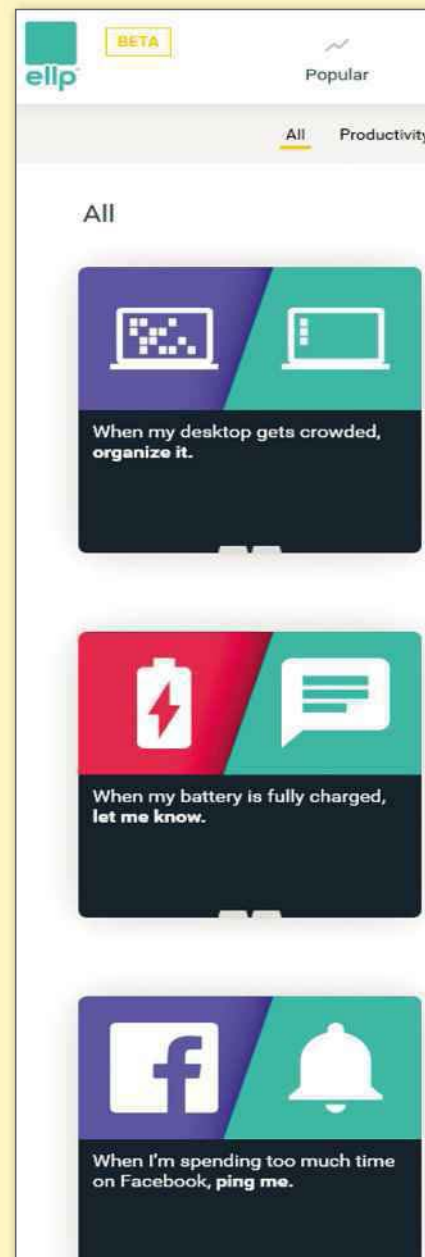 ellp
BETA
Popular
All Productivity
All
When my desktop gets crowded,
organize it.
When my battery is fully charged,
let me know.
When I'm spending too much time
on Facebook, ping me.